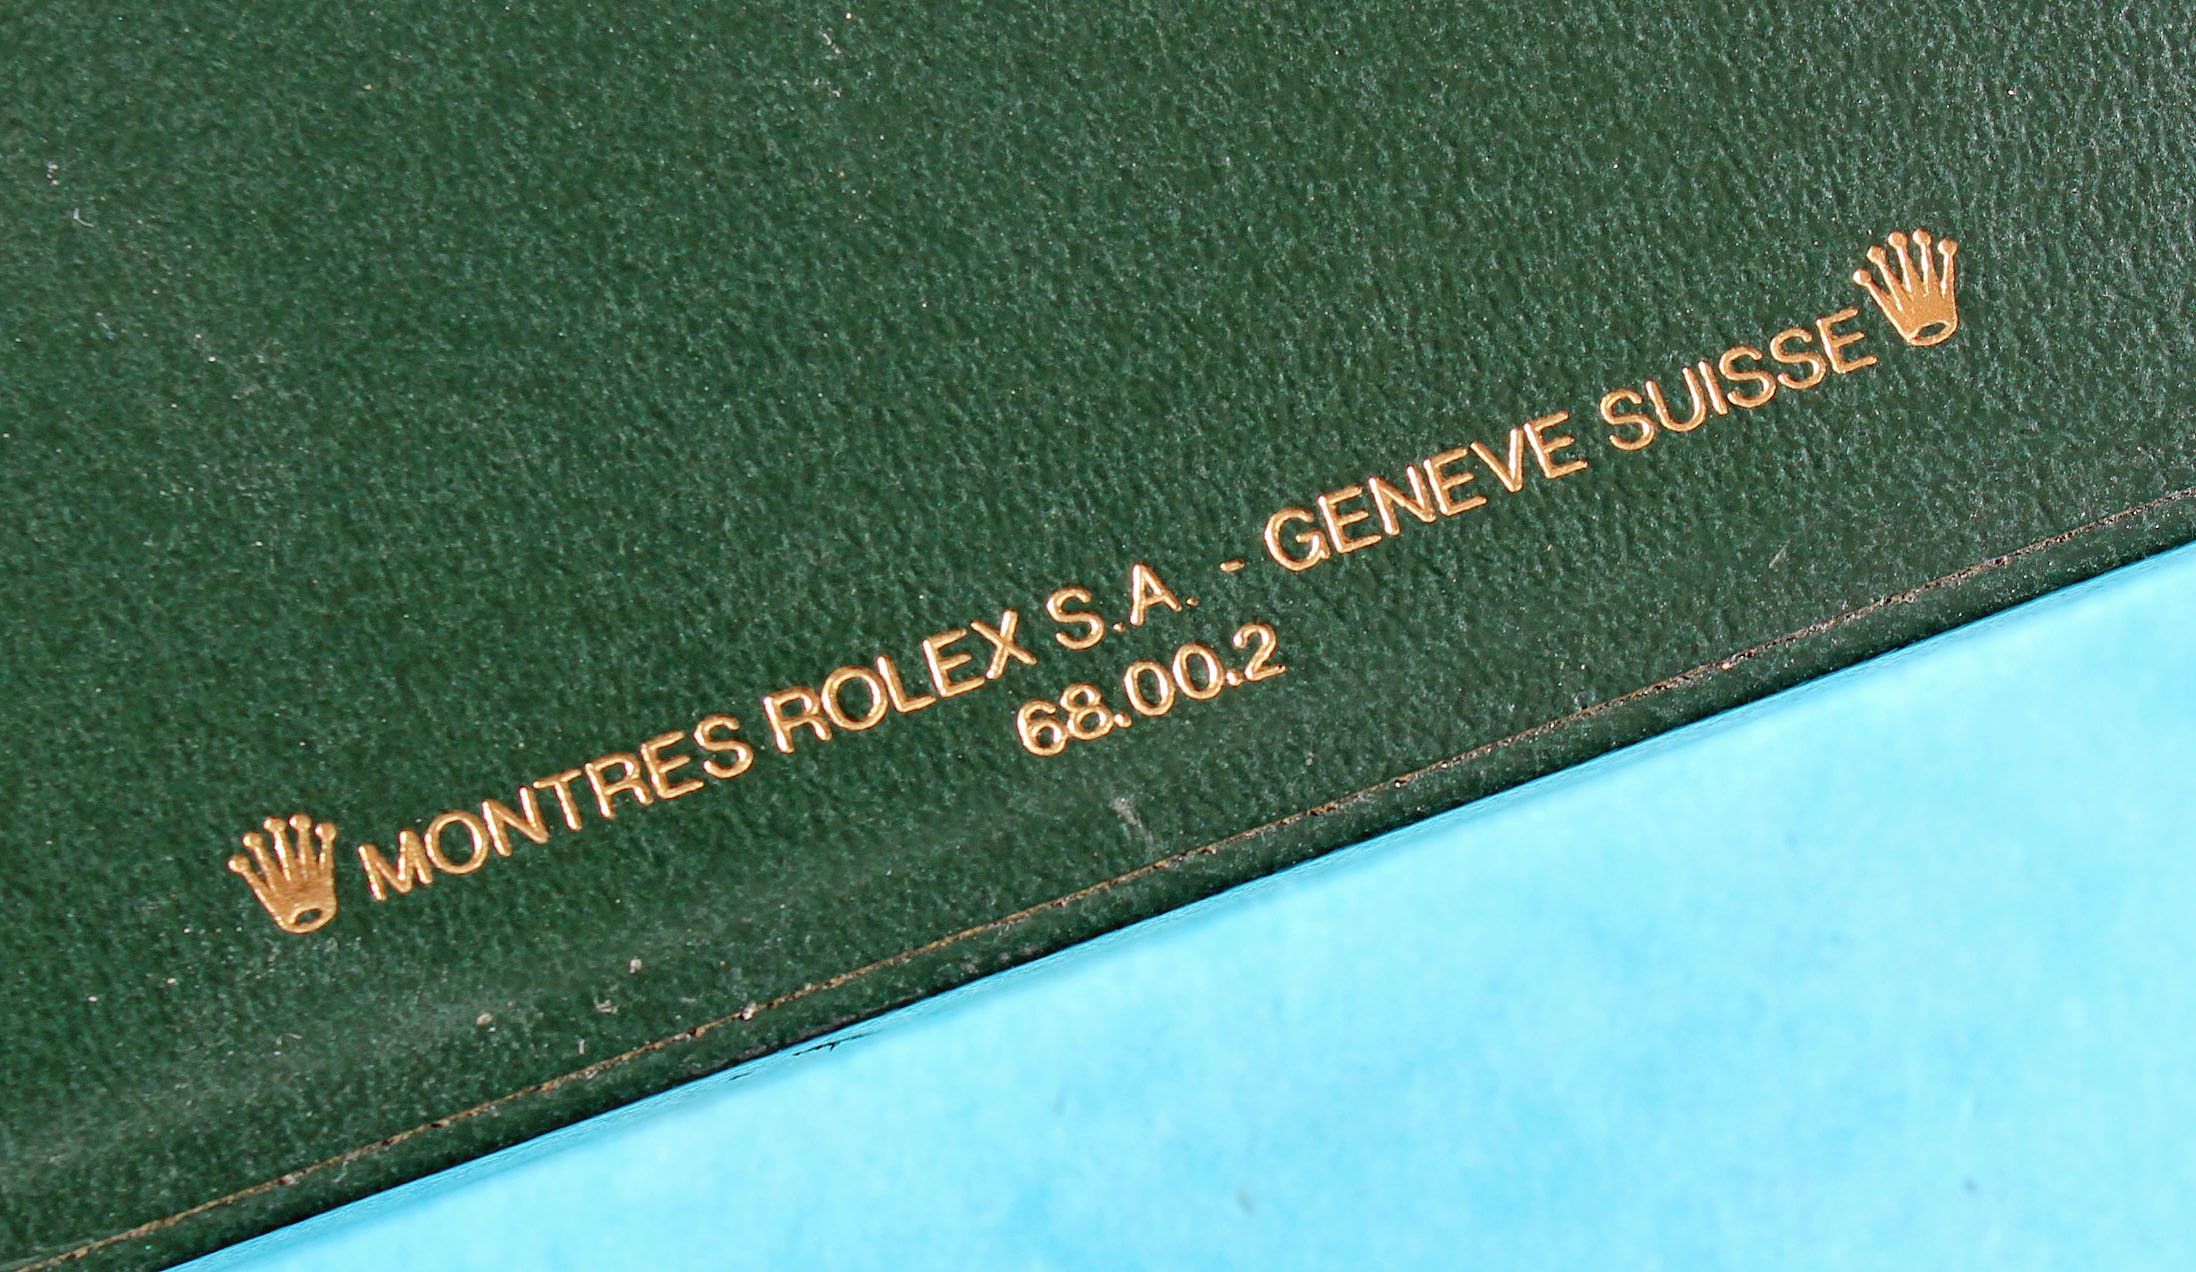 MONTRES ROLEX S.A. - GENEVE SUISSE
68.00.2